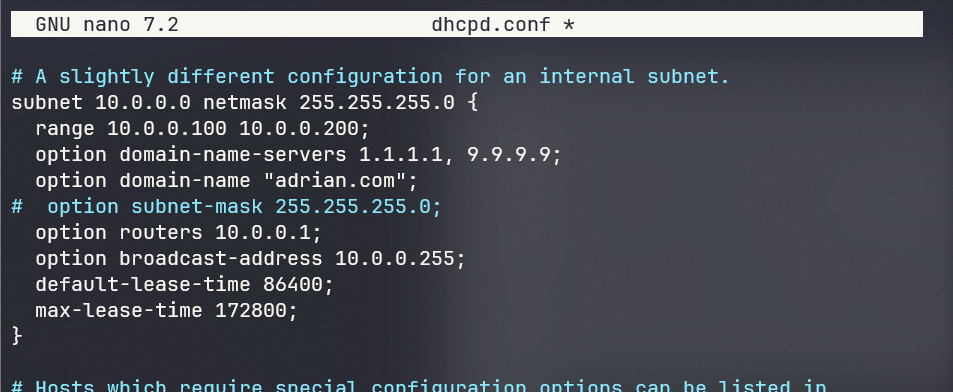 GNU nano 7.2 dhcpd.conf *
# A slightly different configuration for an internal subnet.
subnet 10.0.0.0 netmask 255.255.255.0 {
range 10.0.0.100 10.0.0.200;
option domain-name-servers 1.1.1.1, 9.9.9.9;
option domain-name "adrian.com";
# option subnet-mask 255.255.255.0;
option routers 10.0.0.1;
option broadcast-address 10.0.0.255;
default-lease-time 86400;
max-lease-time 172800;
}
# Hosts which require special configuration options can be listed in